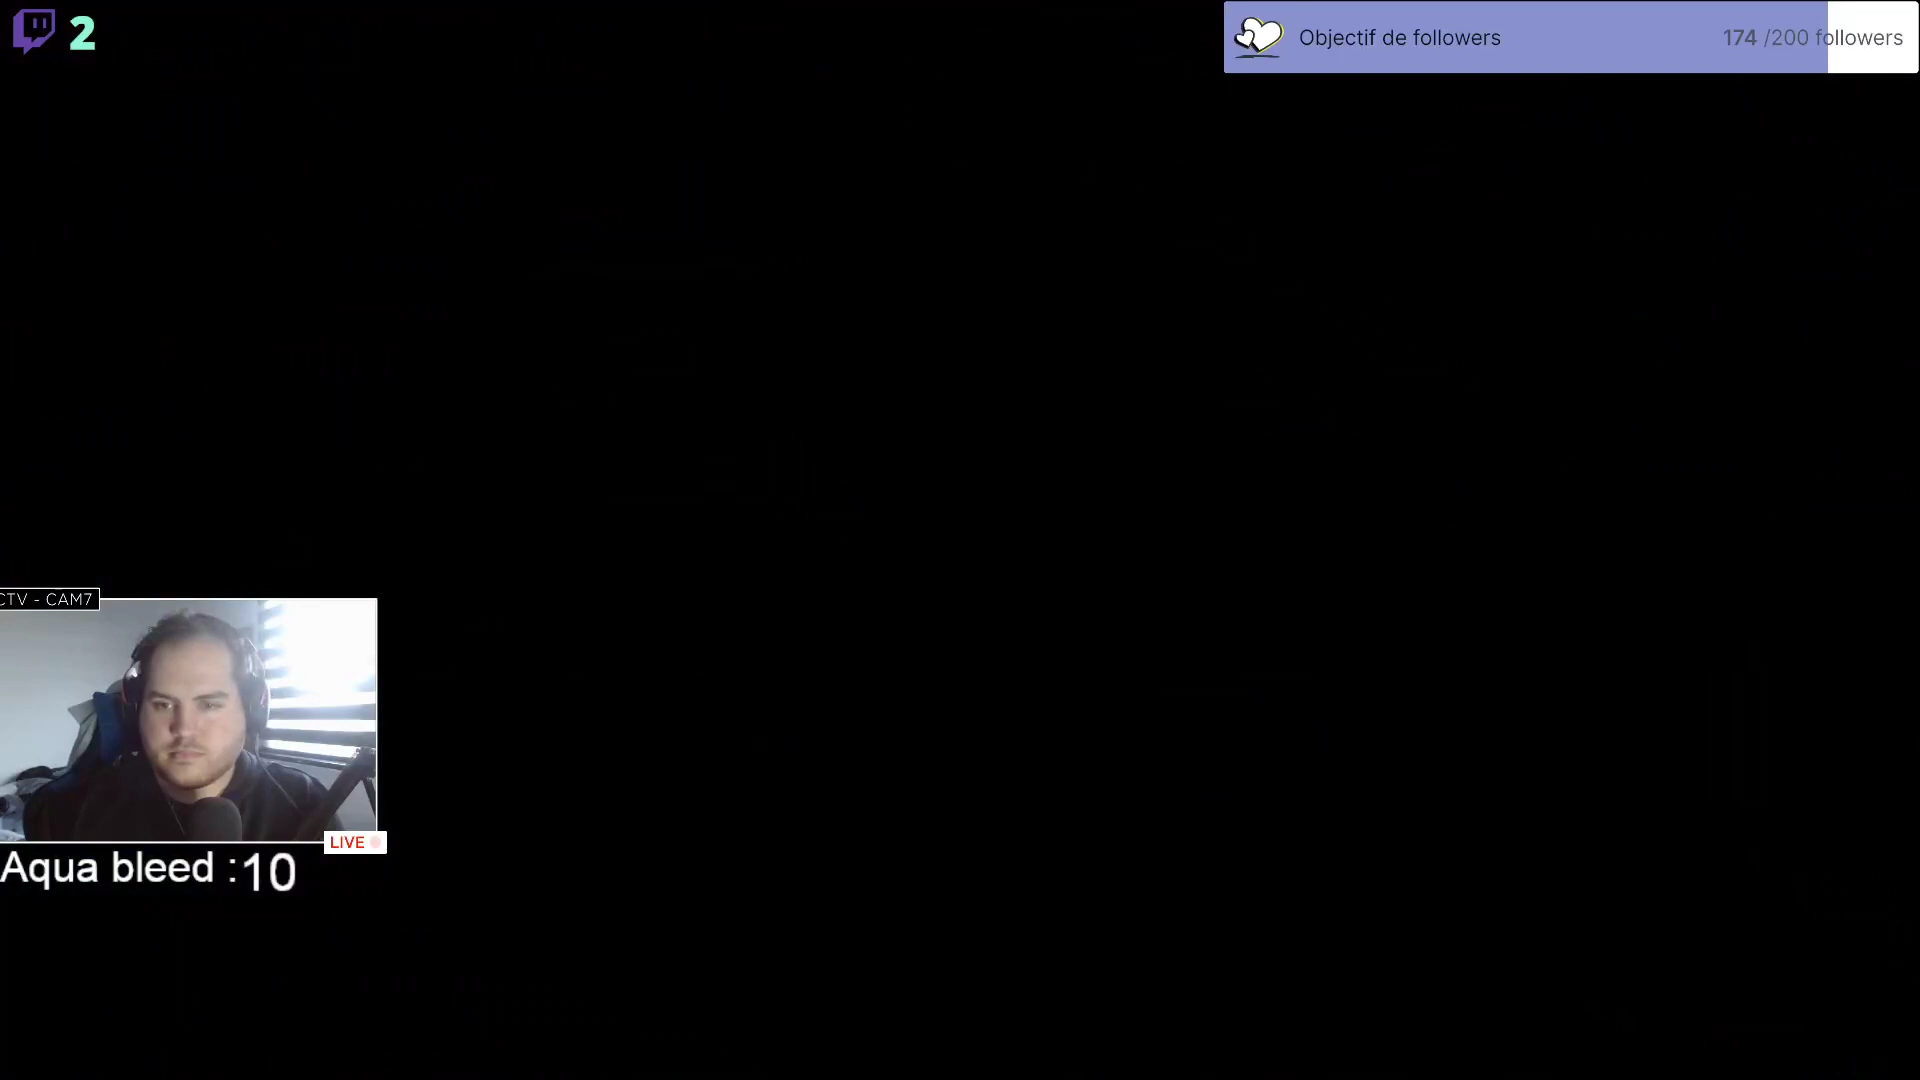 2
Objectif de followers
174 /200 followers
CTV - CAM7
LIVE
Aqua bleed :10